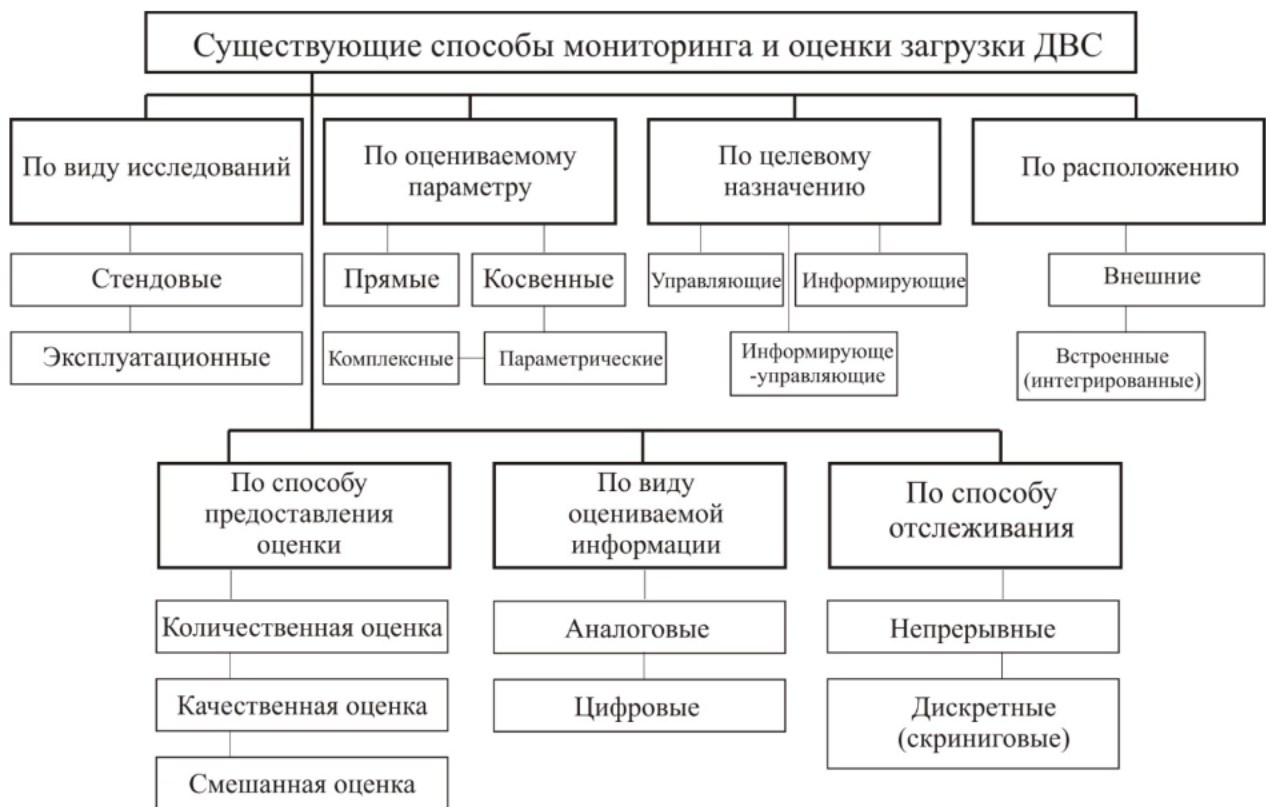 Существующие способы мониторинга и оценки загрузки ДВС
По виду исследований
По оцениваемому
параметру
По целевому
назначению
По расположению
Стендовые
Прямые
Косвенные
Управляющие
Информирующие
Внешние
Эксплуатационные
Комплексные
Параметрические
Информирующе
-управляющие
Встроенные
(интегрированные)
По способу
предоставления
оценки
По виду
оцениваемой
информации
По способу
отслеживания
Количественная оценка
Аналоговые
Непрерывные
Качественная оценка
Цифровые
Дискретные
(скриниговые)
Смешанная оценка